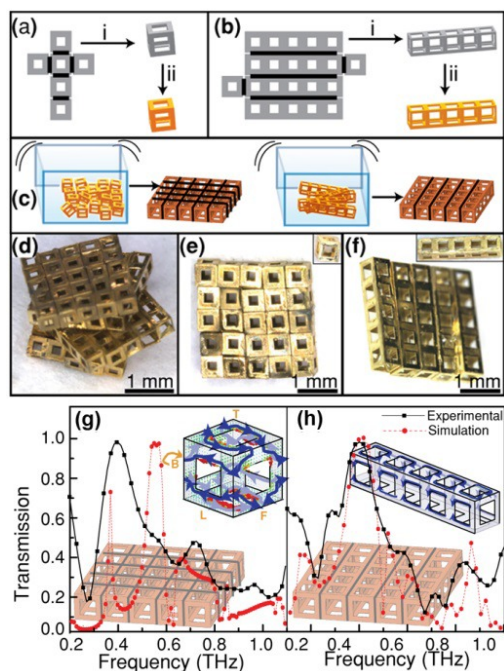 (a)
i
ii
(b)
i
ii
(c)
(d)
1 mm
(e)
1 mm
(f)
1 mm
(g)
T
B
L
F
1.0
0.8
0.6
0.4
0.2
0
Transmission
0.2 0.4 0.6 0.8 1.0
Frequency (THz)
(h)
Experimental
Simulation
0.2 0.4 0.6 0.8 1.0
Frequency (THz)